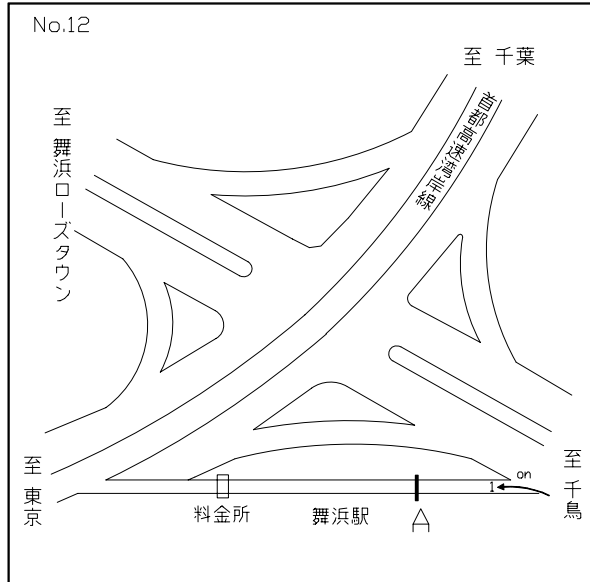 No.12
至 千葉
首都高速湾岸線
至 舞浜ローズタウン
on
1
至 東京
料金所
舞浜駅
A
至 千鳥